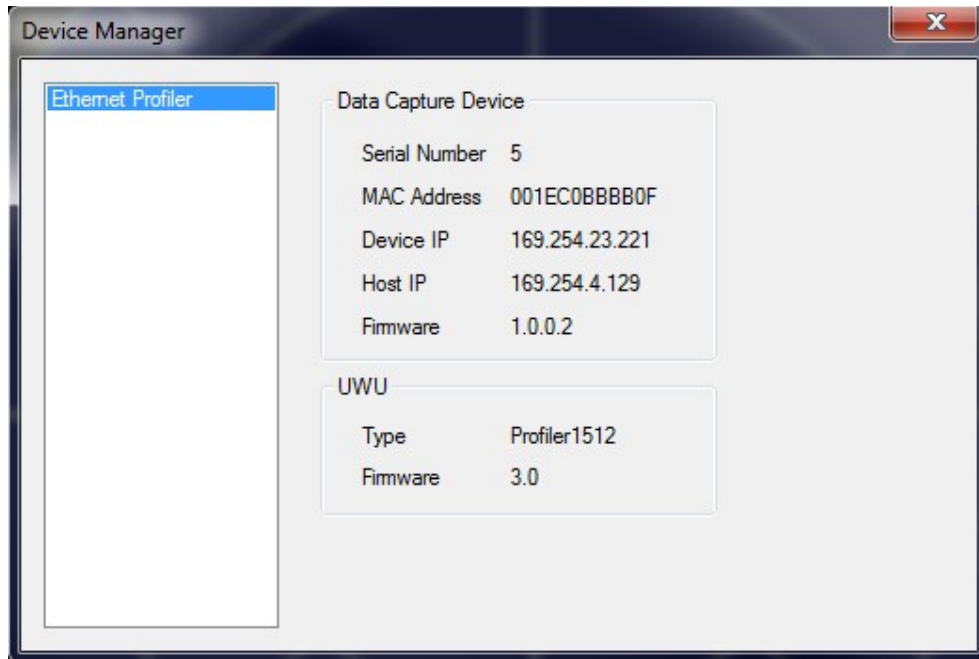 Device Manager
Ethernet Profiler
Data Capture Device
Serial Number 5
MAC Address 001EC0BBBB0F
Device IP 169.254.23.221
Host IP 169.254.4.129
Firmware 1.0.0.2
UWU
Type Profiler1512
Firmware 3.0